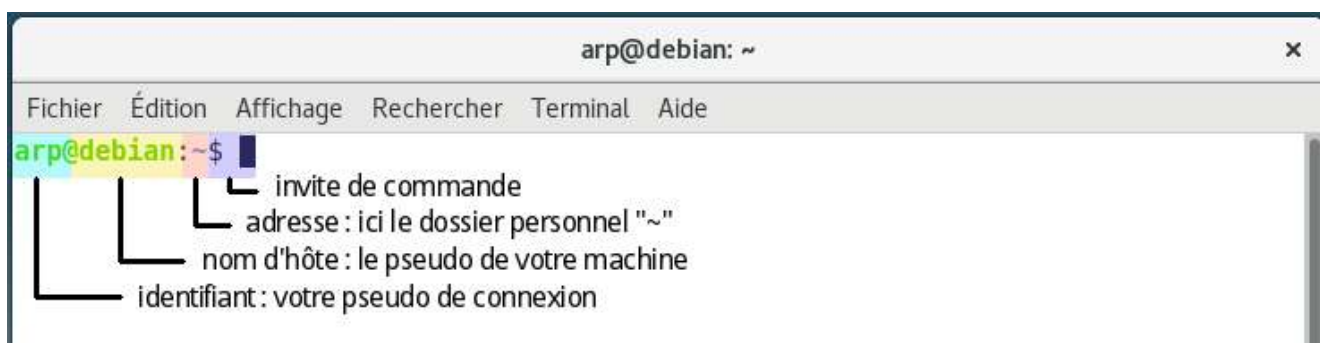 arp@debian: ~ ×
Fichier Édition Affichage Rechercher Terminal Aide
arp@debian:~$
invite de commande
adresse : ici le dossier personnel "~"
nom d'hôte : le pseudo de votre machine
identifiant : votre pseudo de connexion